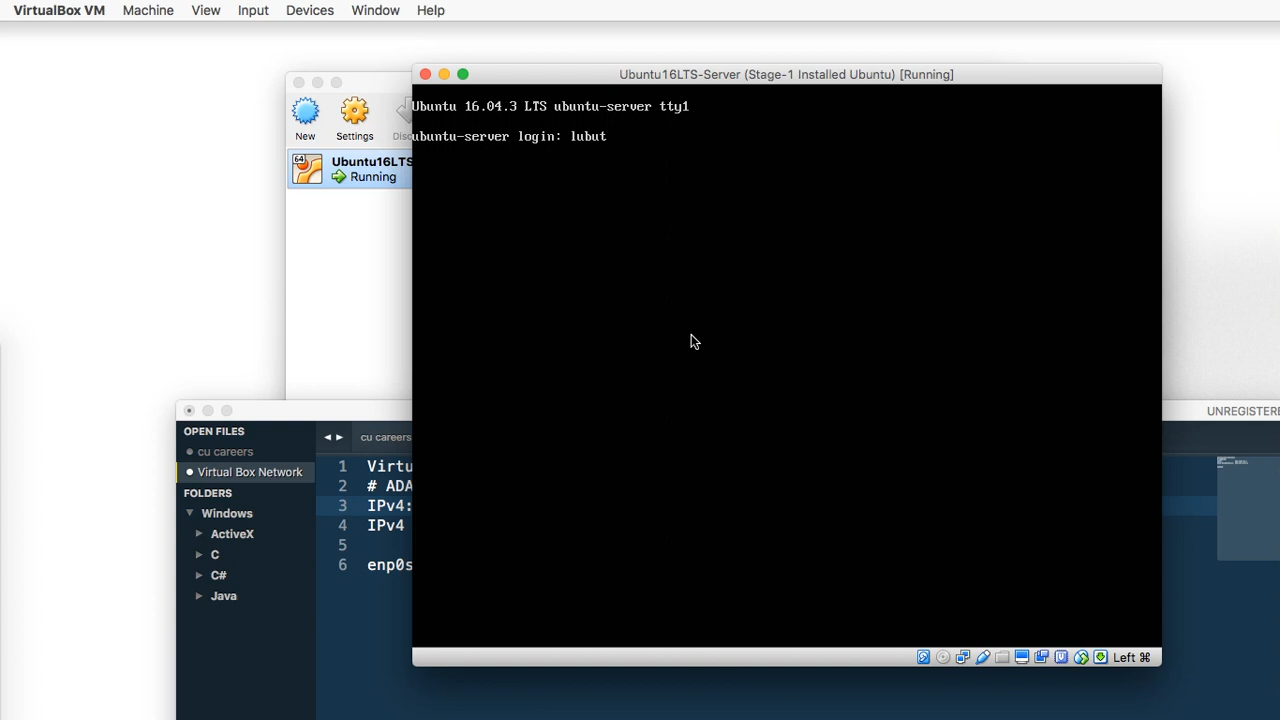 VirtualBox VM Machine View Input Devices Window Help
Ubuntu16LTS-Server (Stage-1 Installed Ubuntu) [Running]
New Settings
Ubuntu 16.04.3 LTS ubuntu-server tty1
ubuntu-server login: lubut
64
Ubuntu16LTS
Running
OPEN FILES
cu careers
Virtual Box Network
FOLDERS
Windows
ActiveX
C
C#
Java
cu careers
1 Virtu
2 # ADA
3 IPv4:
4 IPv4
5
6 enp0s
Left ⌘